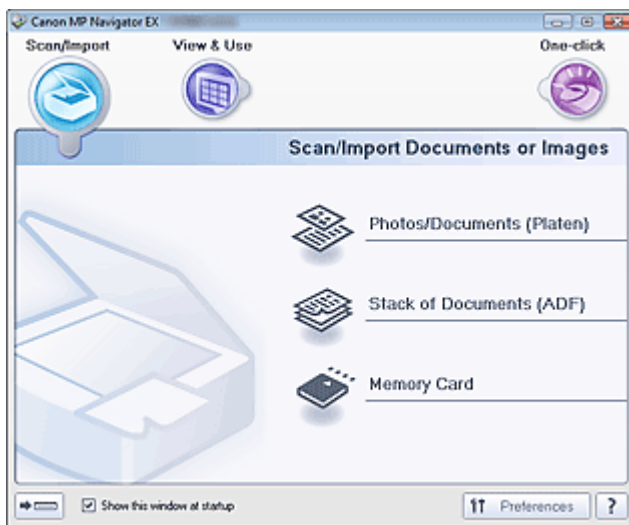 Canon MP Navigator EX
Scan/Import View & Use One-click
Scan/Import Documents or Images
Photos/Documents (Platen)
Stack of Documents (ADF)
Memory Card
Show this window at startup Preferences ?